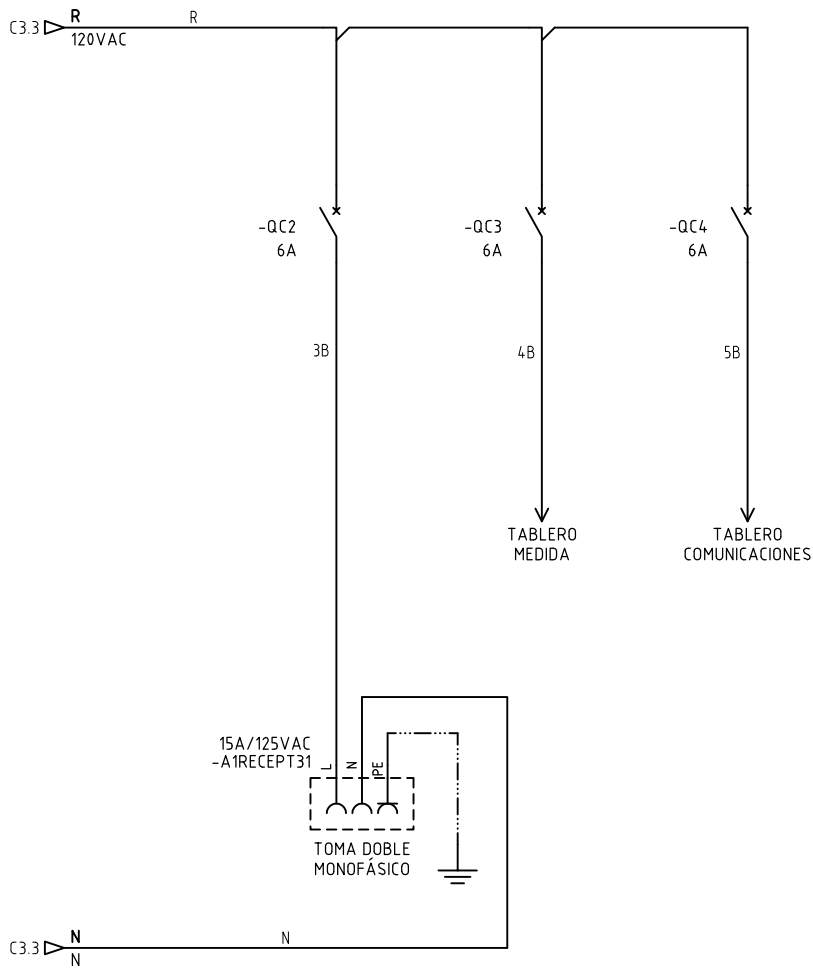 R
R
C3.3
120VAC
-QC2
6A
-QC3
6A
-QC4
6A
3B
4B
5B
TABLERO
MEDIDA
TABLERO
COMUNICACIONES
15A/125VAC
-A1RECEPT31
L
N
PE
TOMA DOBLE
MONOFÁSICO
N
N
C3.3
N